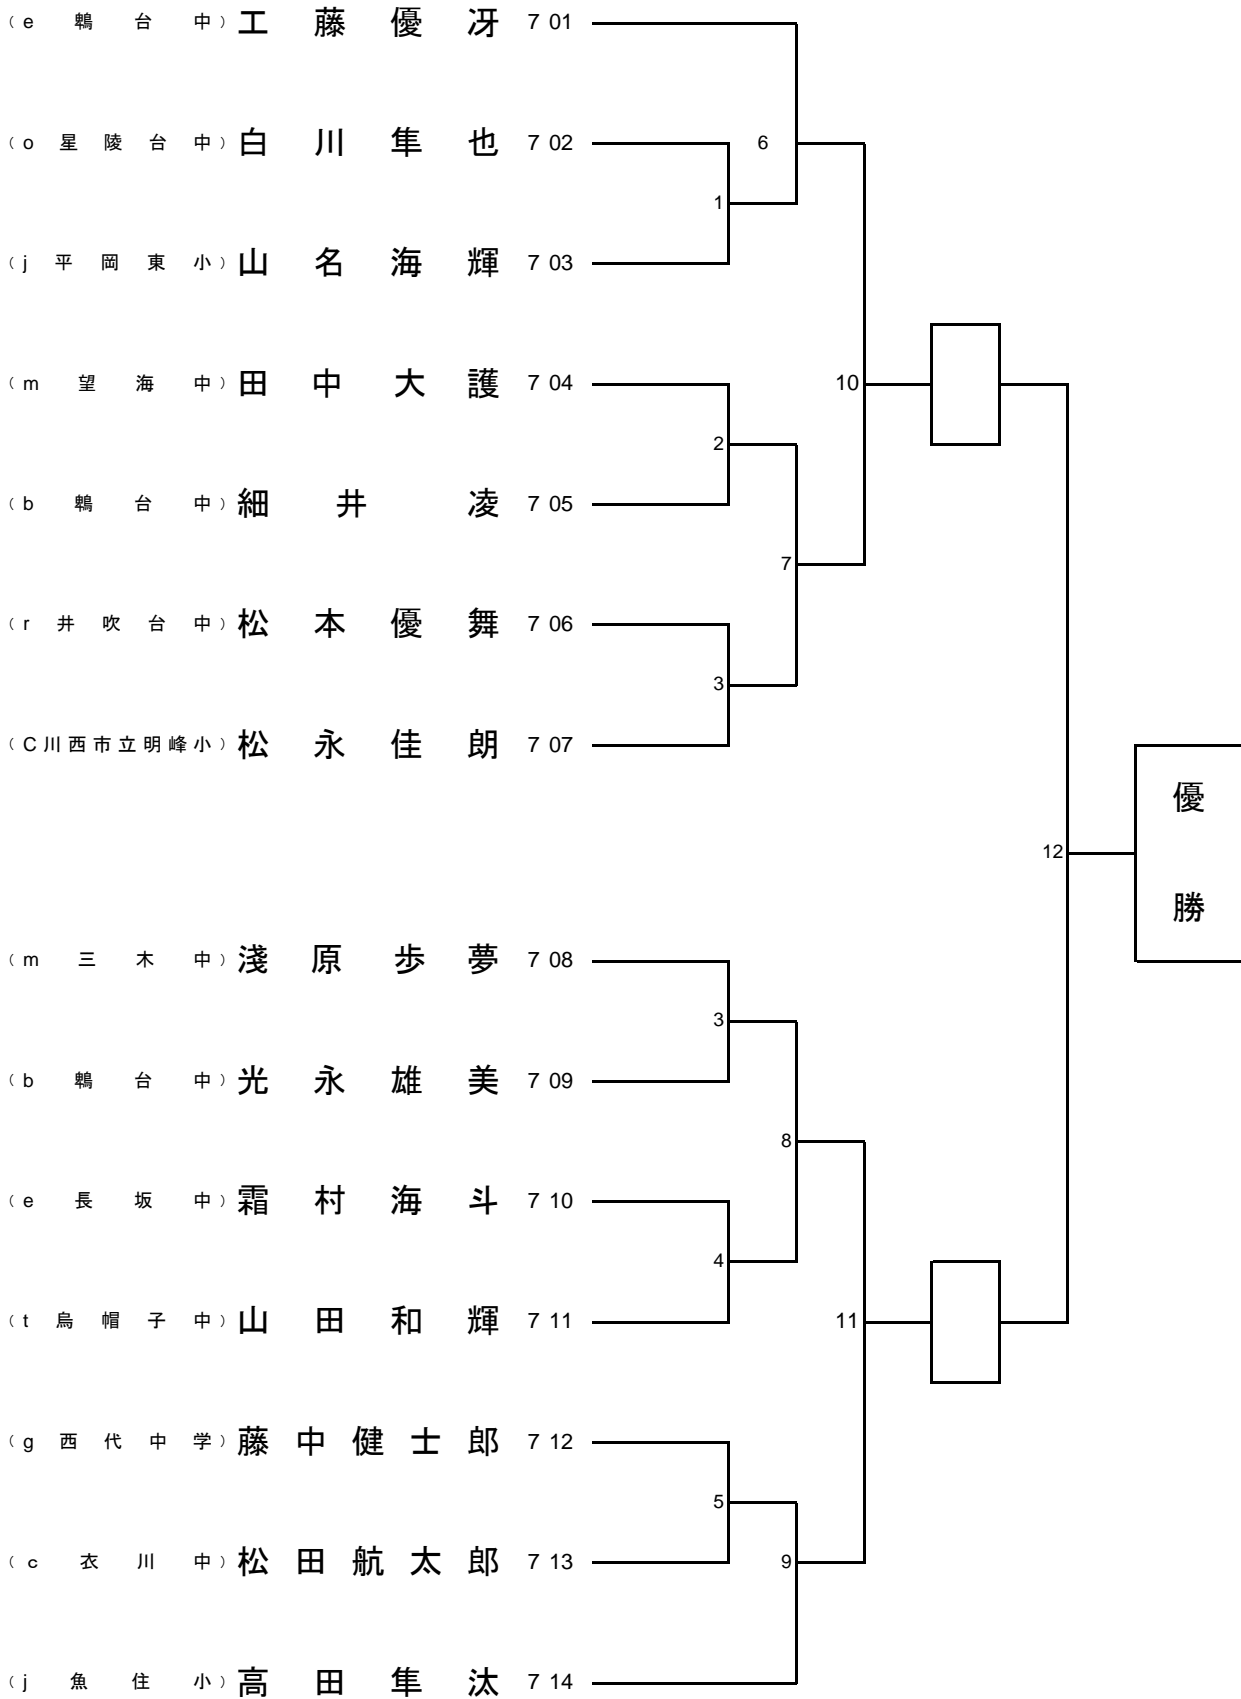 （e 鵯台中）工藤優冴 7 01
（o 星陵台中）白川隼也 7 02
6
1
（j 平岡東小）山名海輝 7 03
（m 望海中）田中大護 7 04
10
2
（b 鵯台中）細井凌 7 05
7
（r 井吹台中）松本優舞 7 06
3
（C 川西市立明峰小）松永佳朗 7 07
優
12
勝
（m 三木中）淺原歩夢 7 08
3
（b 鵯台中）光永雄美 7 09
8
（e 長坂中）霜村海斗 7 10
4
（t 烏帽子中）山田和輝 7 11
11
（g 西代中学）藤中健士郎 7 12
5
（c 衣川中）松田航太郎 7 13
9
（j 魚住小）高田隼汰 7 14